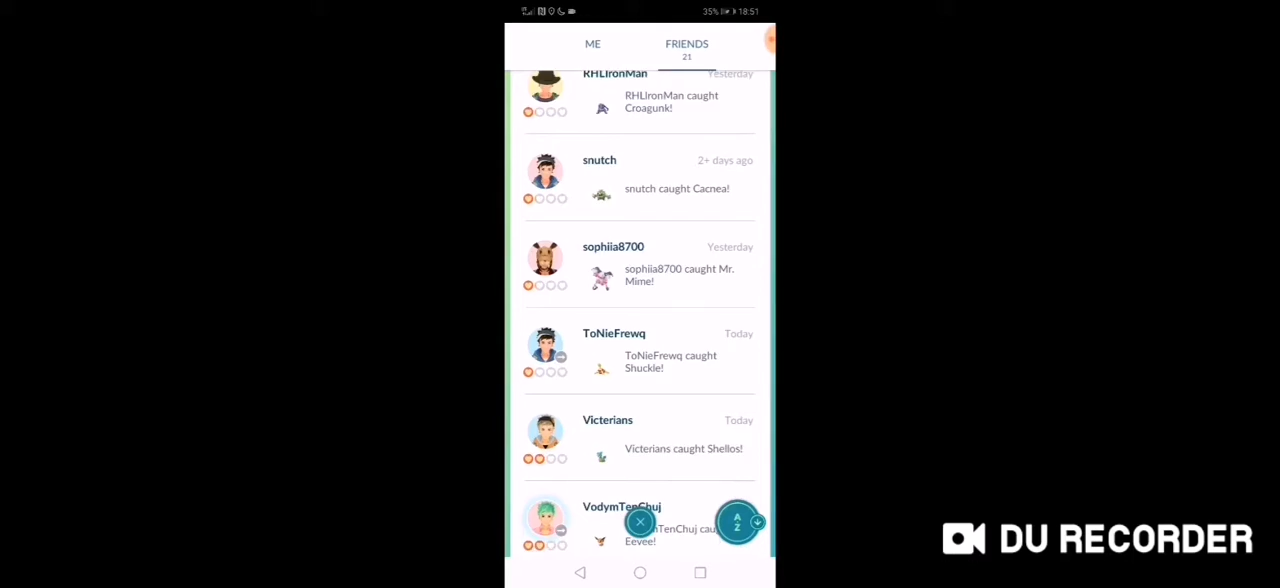 35% 18:51
ME
FRIENDS
21
RHLIronMan Yesterday
RHLIronMan caught
Croagunk!
snutch 2+ days ago
snutch caught Cacnea!
sophiia8700 Yesterday
sophiia8700 caught Mr.
Mime!
ToNieFrewq Today
ToNieFrewq caught
Shuckle!
Victerians Today
Victerians caught Shellos!
VodymTenChuj
Eevee!
A
Z
DU RECORDER